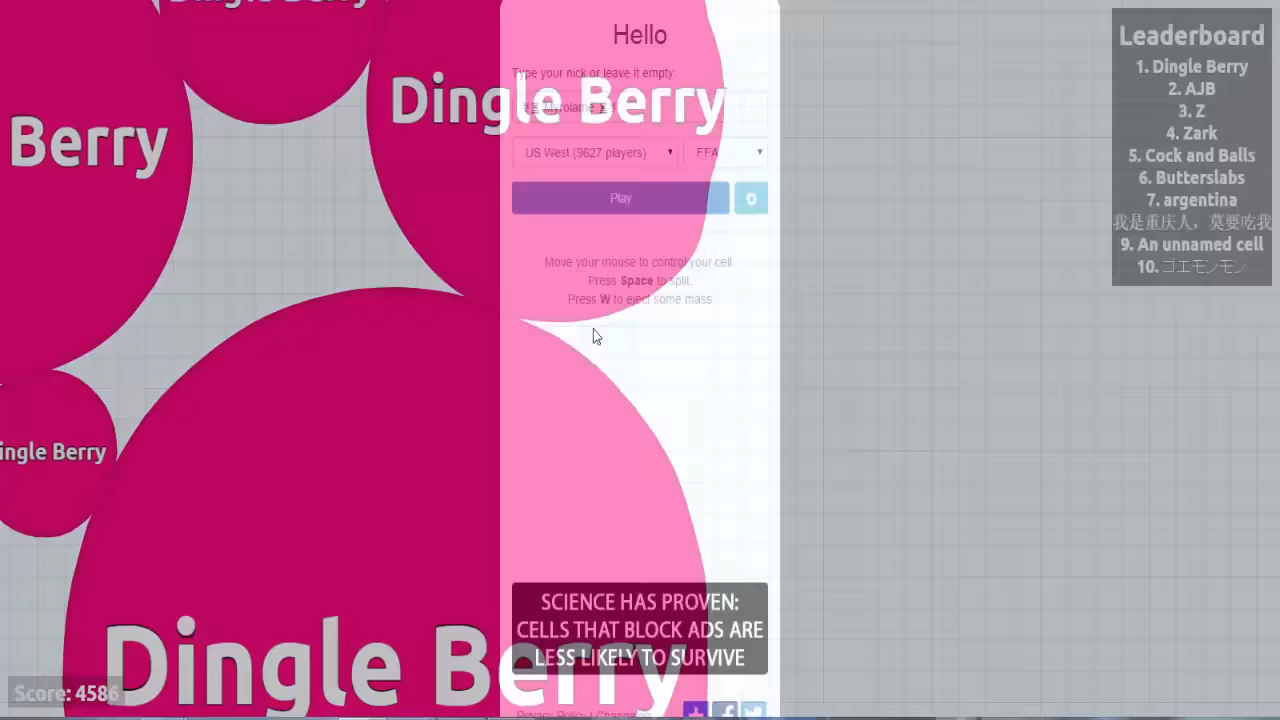 Dingle Berry
Hello
Type your nick or leave it empty:
Dingle Berry
Myrolame
Berry
US West (9627 players)
FFA
Play
Move your mouse to control your cell
Press Space to split.
Press W to eject some mass
ingle Berry
SCIENCE HAS PROVEN:
CELLS THAT BLOCK ADS ARE
LESS LIKELY TO SURVIVE
Dingle Berry
Score: 4586
Privacy Policy | Changelog
Leaderboard
1. Dingle Berry
2. AJB
3. Z
4. Zark
5. Cock and Balls
6. Butterslabs
7. argentina
我是重庆人，莫要吃我
9. An unnamed cell
10. ゴエモンモン